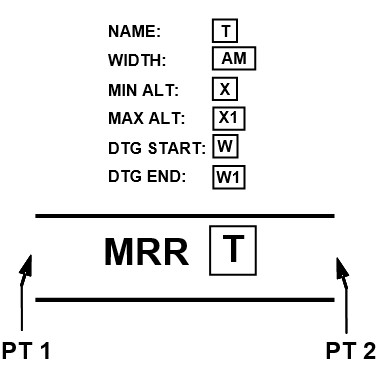 NAME: T
WIDTH: AM
MIN ALT: X
MAX ALT: X1
DTG START: W
DTG END: W1
MRR T
PT 1 PT 2